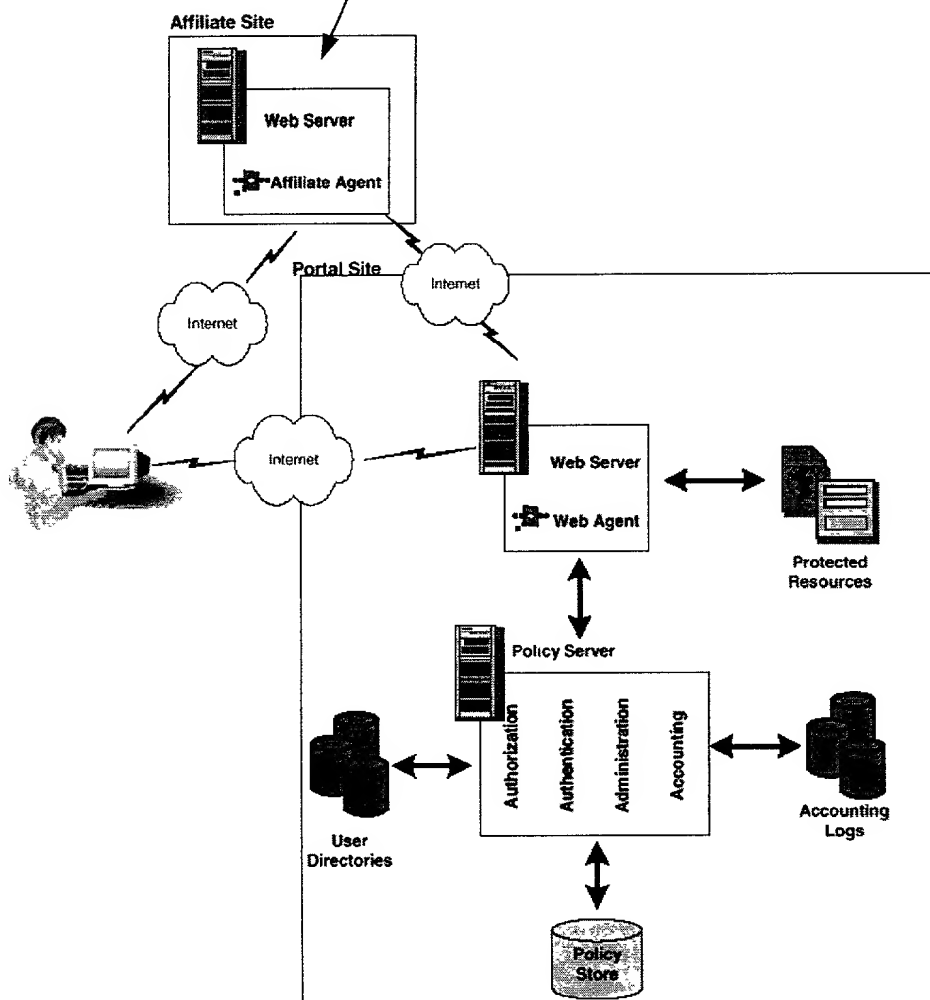 Affiliate Site
Web Server
Affiliate Agent
Portal Site
Internet
Internet
Internet
Web Server
Web Agent
Protected
Resources
Policy Server
Authorization
Authentication
Administration
Accounting
User
Directories
Accounting
Logs
Policy
Store